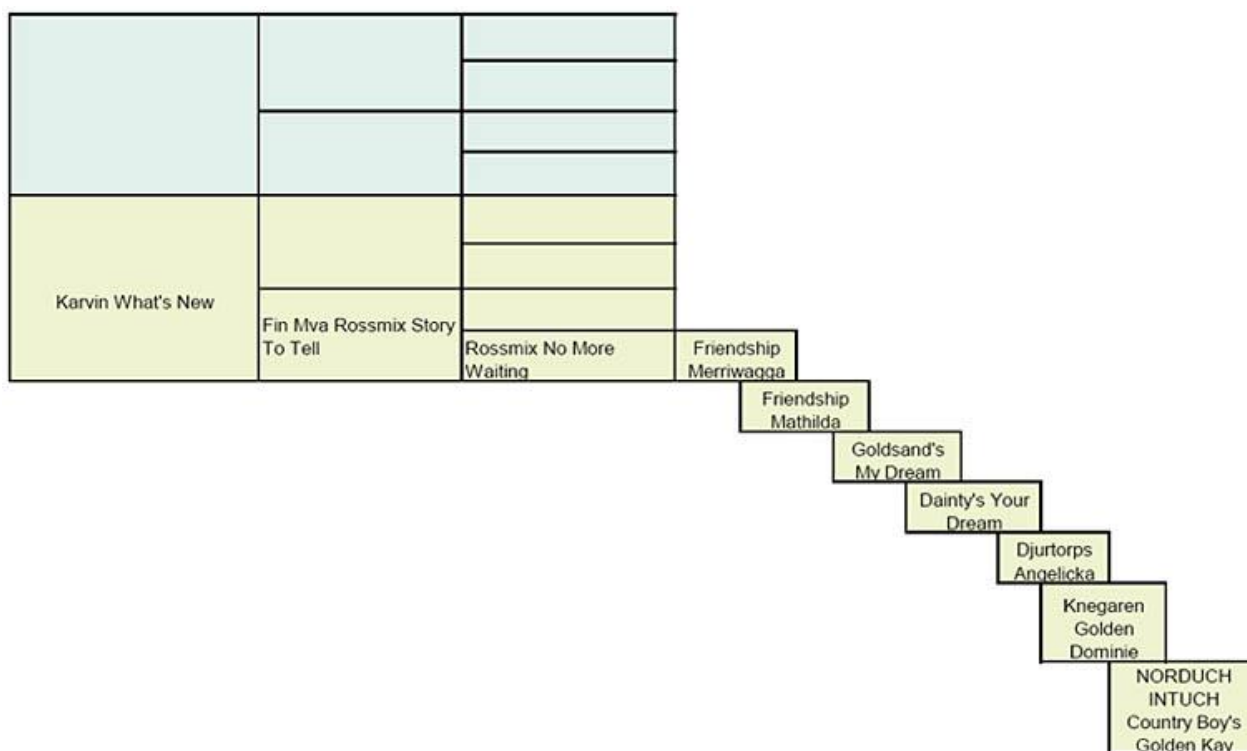 Karvin What's New
Fin Mva Rossmix Story
To Tell
Rossmix No More
Waiting
Friendship
Merriwagga
Friendship
Mathilda
Goldsand's
My Dream
Dainty's Your
Dream
Djurtorps
Angelicka
Knegaren
Golden
Dominie
NORDUCH
INTUCH
Country Boy's
Golden Kay